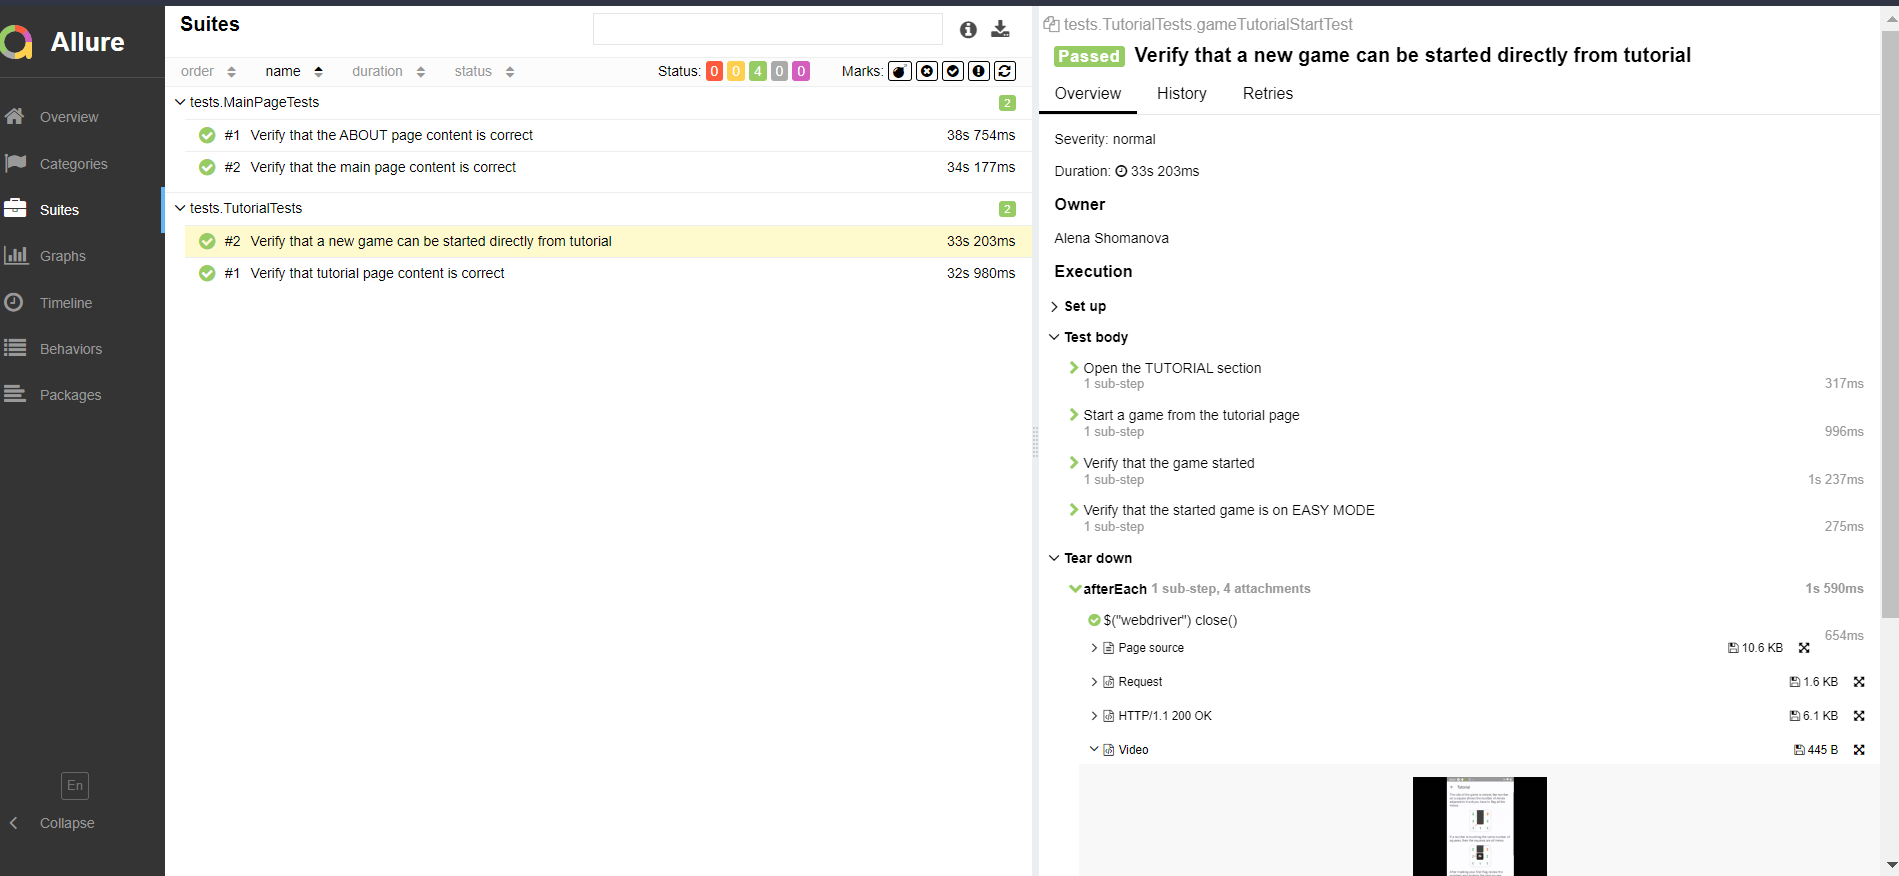 Allure
Overview
Categories
Suites
Graphs
Timeline
Behaviors
Packages
En
Collapse
Suites
order name duration status
Status: 0 0 4 0 0 Marks:
tests.MainPageTests 2
#1 Verify that the ABOUT page content is correct 38s 754ms
#2 Verify that the main page content is correct 34s 177ms
tests.TutorialTests 2
#2 Verify that a new game can be started directly from tutorial 33s 203ms
#1 Verify that tutorial page content is correct 32s 980ms
tests.TutorialTests.gameTutorialStartTest
Passed Verify that a new game can be started directly from tutorial
Overview History Retries
Severity: normal
Duration: 33s 203ms
Owner
Alena Shomanova
Execution
Set up
Test body
Open the TUTORIAL section
1 sub-step 317ms
Start a game from the tutorial page
1 sub-step 996ms
Verify that the game started
1 sub-step 1s 237ms
Verify that the started game is on EASY MODE
1 sub-step 275ms
Tear down
afterEach 1 sub-step, 4 attachments 1s 590ms
$("webdriver") close()
654ms
Page source 10.6 KB
Request 1.6 KB
HTTP/1.1 200 OK 6.1 KB
Video 445 B
Tutorial